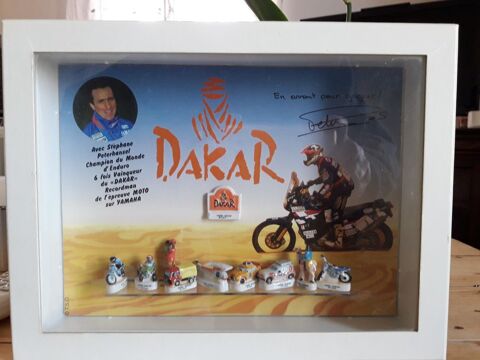 En avant pour
Avec Stéphane
Peterhansel
Champion du Monde
d'Enduro
6 fois Vainqueur
du «DAKAR»
Recordman
de l'epreuve MOTO
sur YAMAHA
DAKAR
DAKAR